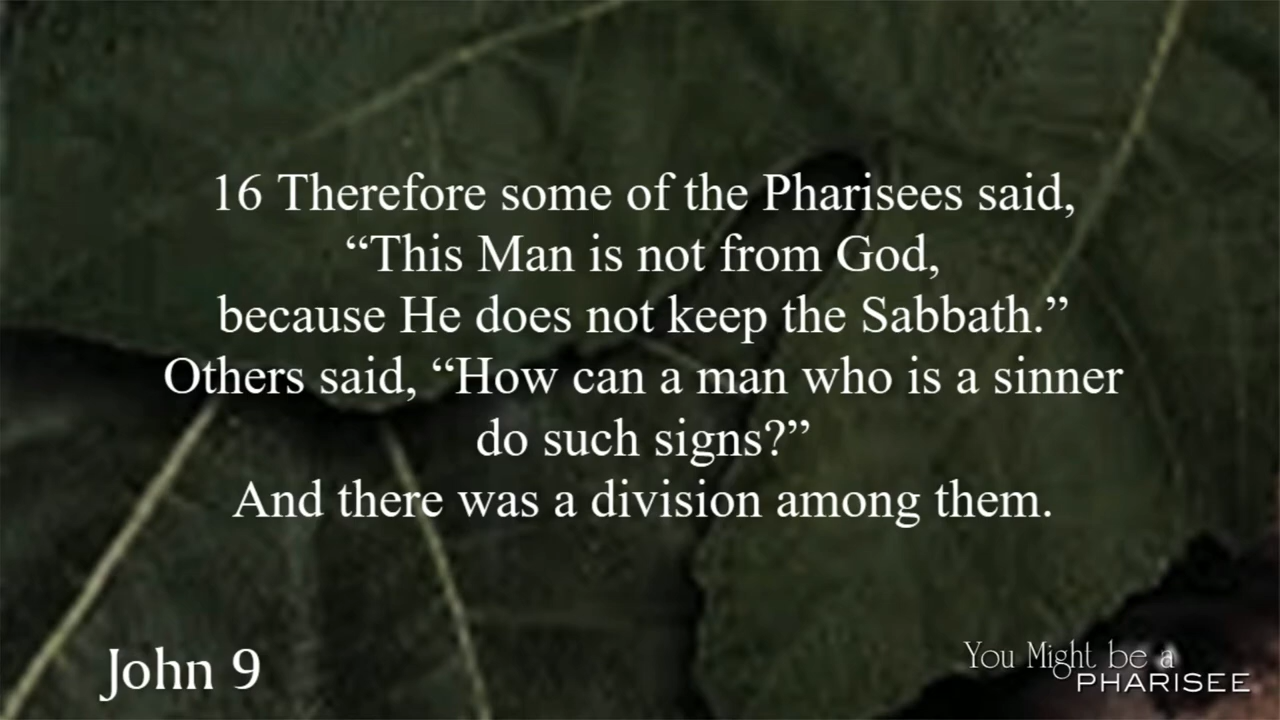 16 Therefore some of the Pharisees said,
“This Man is not from God,
because He does not keep the Sabbath.”
Others said, “How can a man who is a sinner
do such signs?”
And there was a division among them.
John 9
You Might be a
PHARISEE